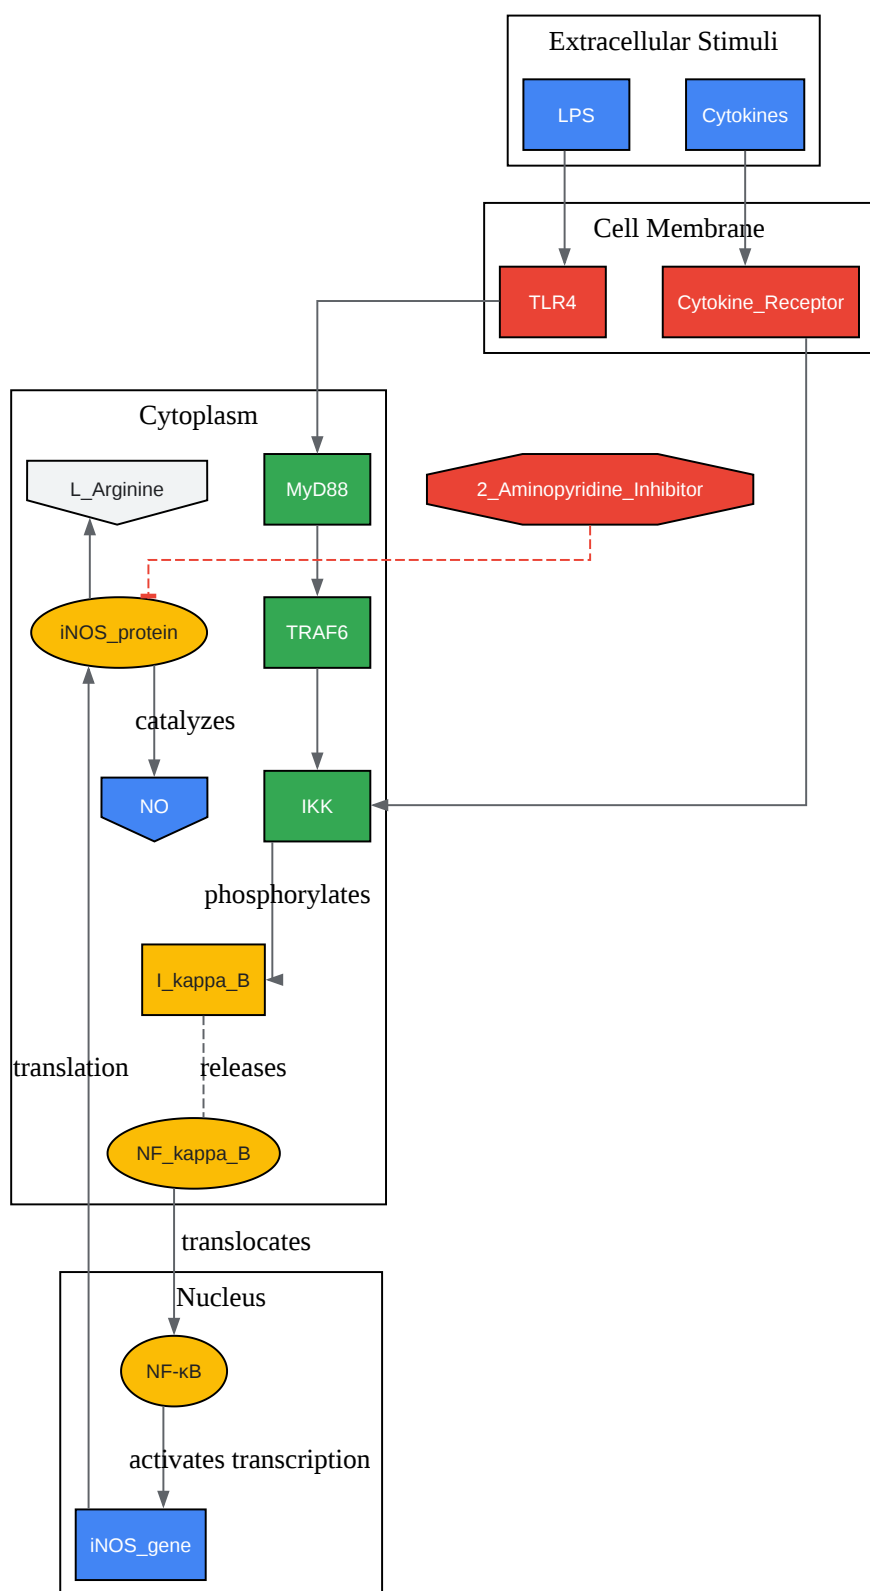 Extracellular Stimuli
LPS
Cytokines
Cell Membrane
TLR4
Cytokine_Receptor
Cytoplasm
L_Arginine
MyD88
2_Aminopyridine_Inhibitor
iNOS_protein
TRAF6
catalyzes
NO
IKK
phosphorylates
I_kappa_B
translation
releases
NF_kappa_B
translocates
Nucleus
NF-κB
activates transcription
iNOS_gene